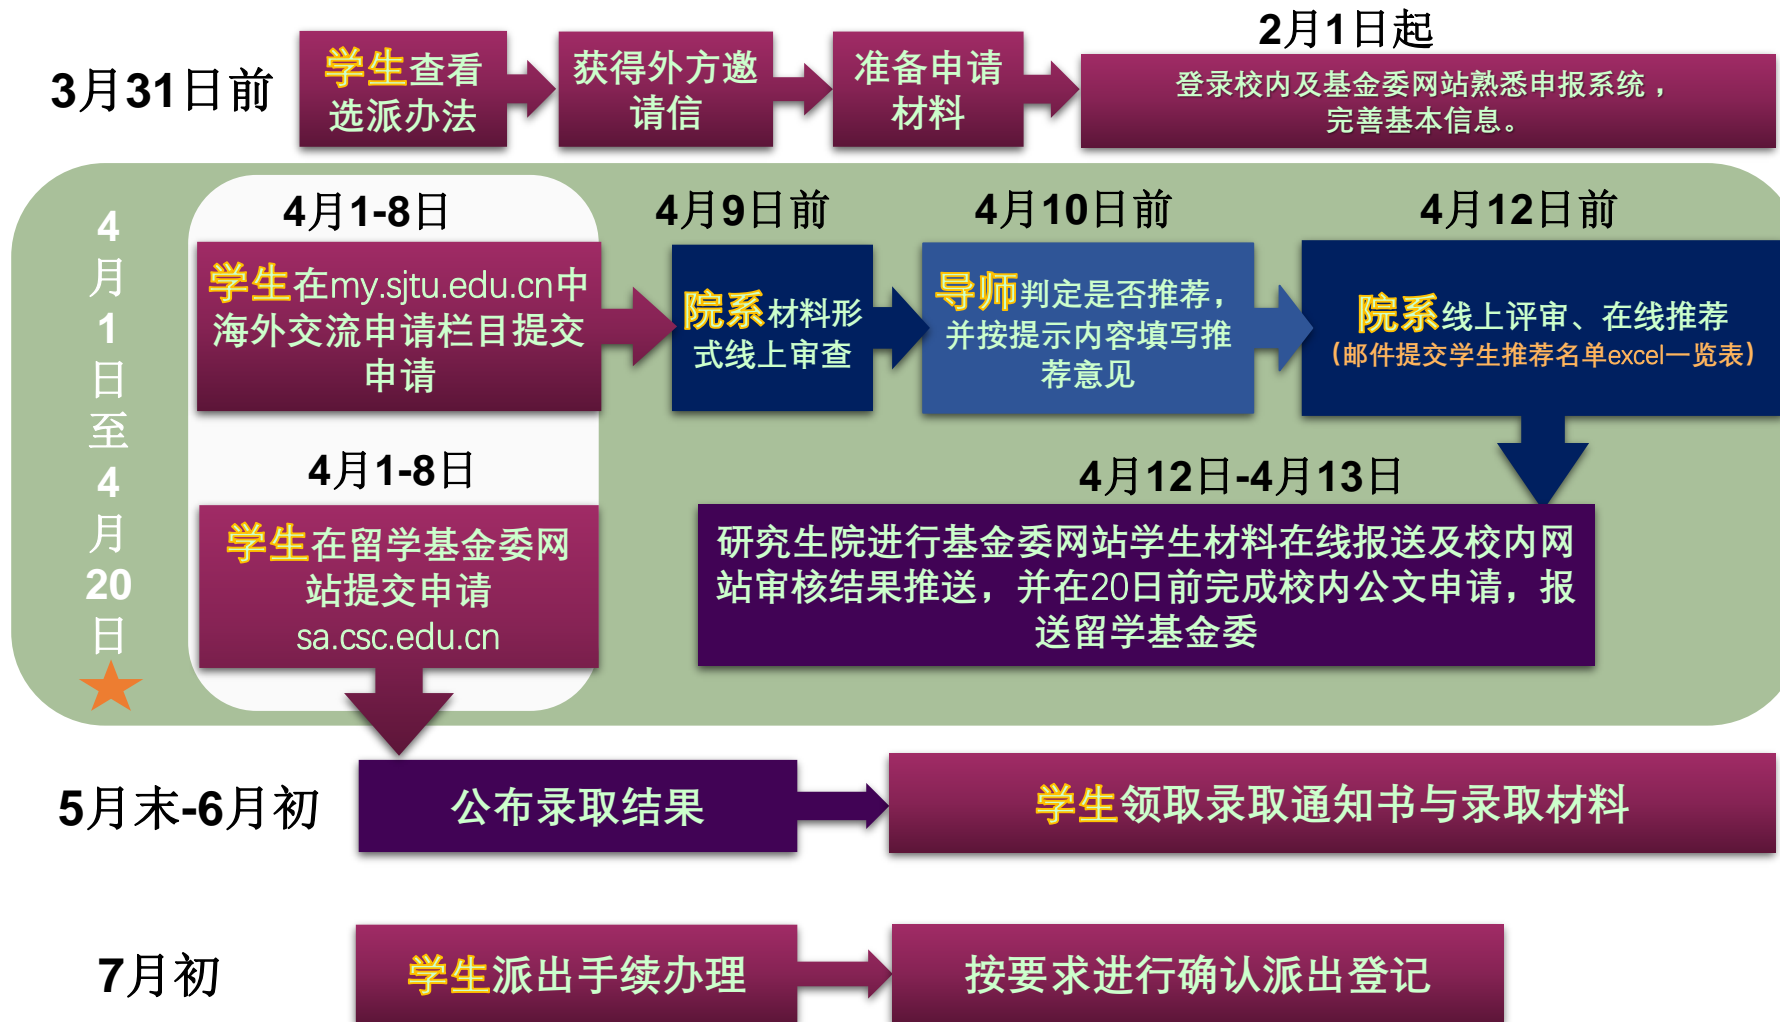 3月31日前
学生查看
选派办法
获得外方邀
请信
准备申请
材料
2月1日起
登录校内及基金委网站熟悉申报系统，
完善基本信息。
4
月
1
日
至
4
月
20
日
4月1-8日
学生在my.sjtu.edu.cn中
海外交流申请栏目提交
申请
4月9日前
院系材料形
式线上审查
4月10日前
导师判定是否推荐，
并按提示内容填写推
荐意见
4月12日前
院系线上评审、在线推荐
（邮件提交学生推荐名单excel一览表）
4月1-8日
学生在留学基金委网
站提交申请
sa.csc.edu.cn
4月12日-4月13日
研究生院进行基金委网站学生材料在线报送及校内网
站审核结果推送，并在20日前完成校内公文申请，报
送留学基金委
5月末-6月初
公布录取结果
学生领取录取通知书与录取材料
7月初
学生派出手续办理
按要求进行确认派出登记